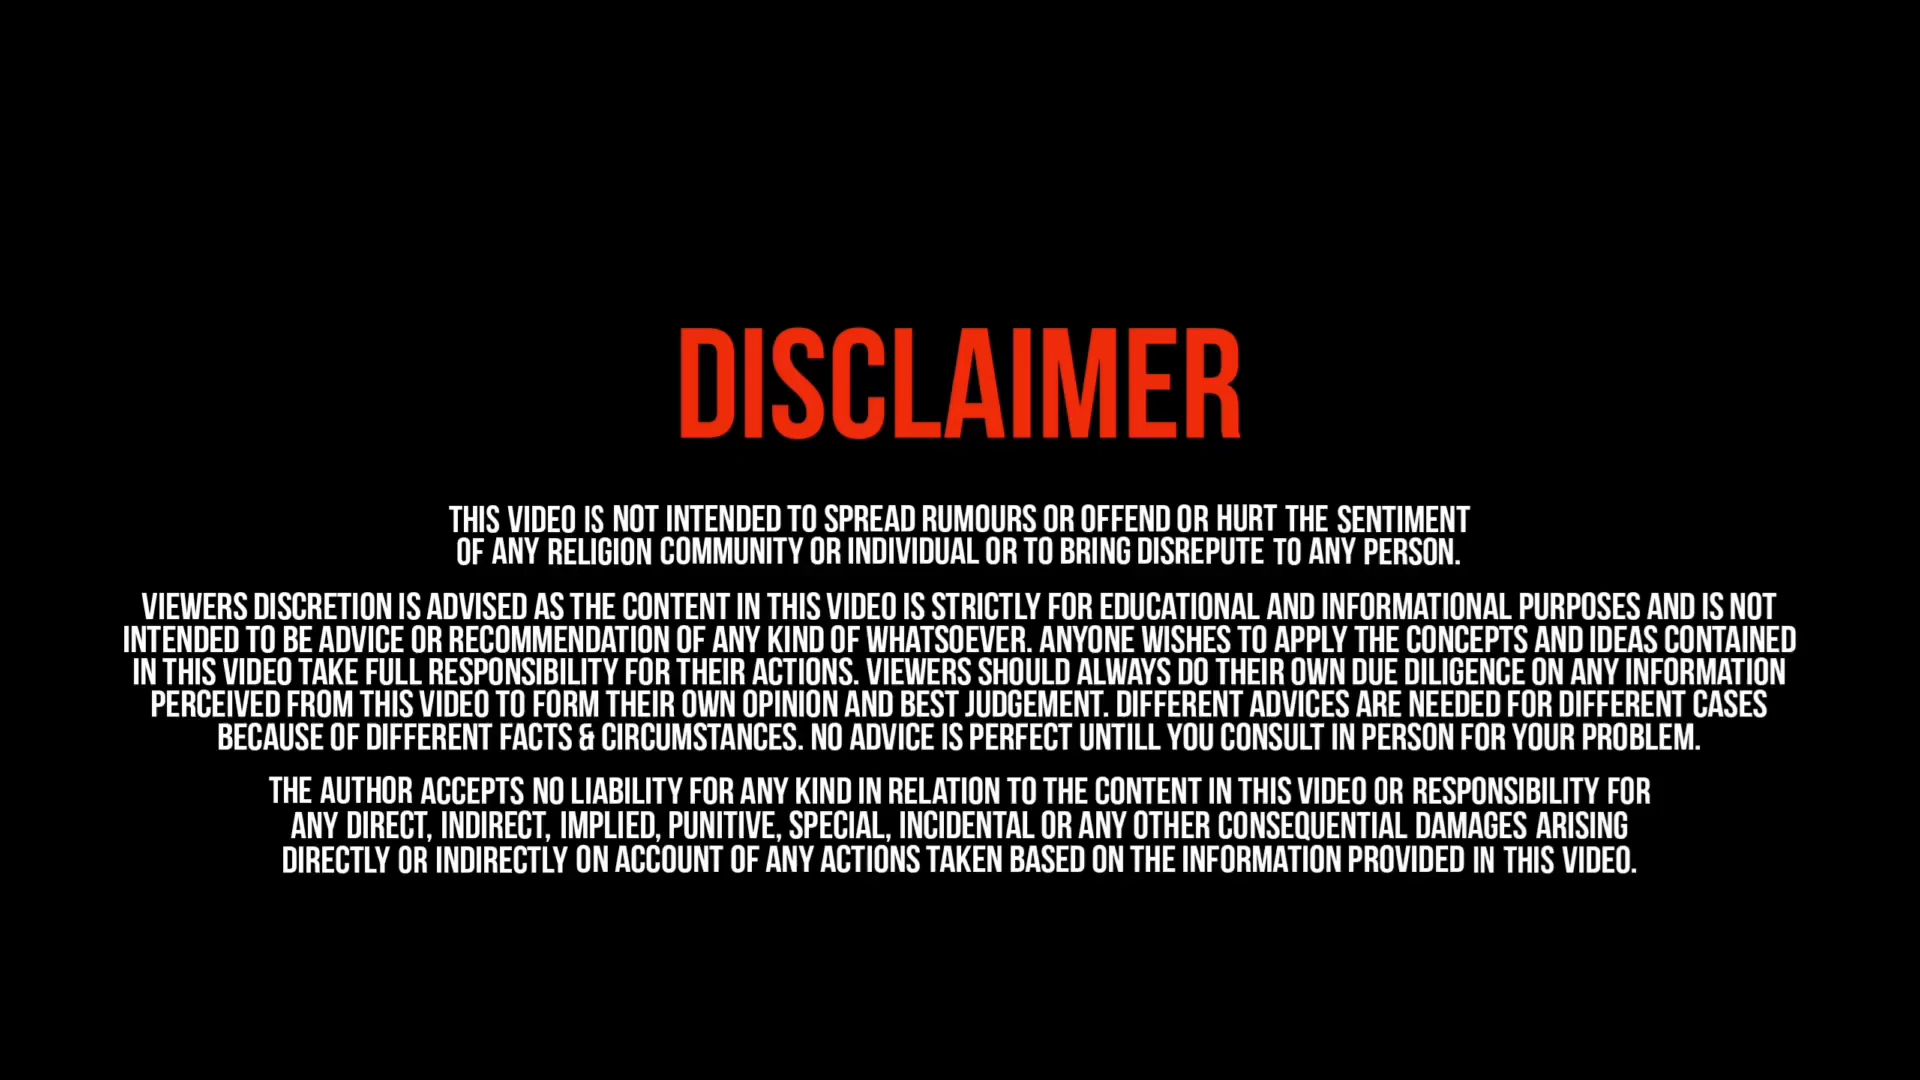 DISCLAIMER
THIS VIDEO IS NOT INTENDED TO SPREAD RUMOURS OR OFFEND OR HURT THE SENTIMENT
OF ANY RELIGION COMMUNITY OR INDIVIDUAL OR TO BRING DISREPUTE TO ANY PERSON.
VIEWERS DISCRETION IS ADVISED AS THE CONTENT IN THIS VIDEO IS STRICTLY FOR EDUCATIONAL AND INFORMATIONAL PURPOSES AND IS NOT
INTENDED TO BE ADVICE OR RECOMMENDATION OF ANY KIND OF WHATSOEVER. ANYONE WISHES TO APPLY THE CONCEPTS AND IDEAS CONTAINED
IN THIS VIDEO TAKE FULL RESPONSIBILITY FOR THEIR ACTIONS. VIEWERS SHOULD ALWAYS DO THEIR OWN DUE DILIGENCE ON ANY INFORMATION
PERCEIVED FROM THIS VIDEO TO FORM THEIR OWN OPINION AND BEST JUDGEMENT. DIFFERENT ADVICES ARE NEEDED FOR DIFFERENT CASES
BECAUSE OF DIFFERENT FACTS & CIRCUMSTANCES. NO ADVICE IS PERFECT UNTILL YOU CONSULT IN PERSON FOR YOUR PROBLEM.
THE AUTHOR ACCEPTS NO LIABILITY FOR ANY KIND IN RELATION TO THE CONTENT IN THIS VIDEO OR RESPONSIBILITY FOR
ANY DIRECT, INDIRECT, IMPLIED, PUNITIVE, SPECIAL, INCIDENTAL OR ANY OTHER CONSEQUENTIAL DAMAGES ARISING
DIRECTLY OR INDIRECTLY ON ACCOUNT OF ANY ACTIONS TAKEN BASED ON THE INFORMATION PROVIDED IN THIS VIDEO.